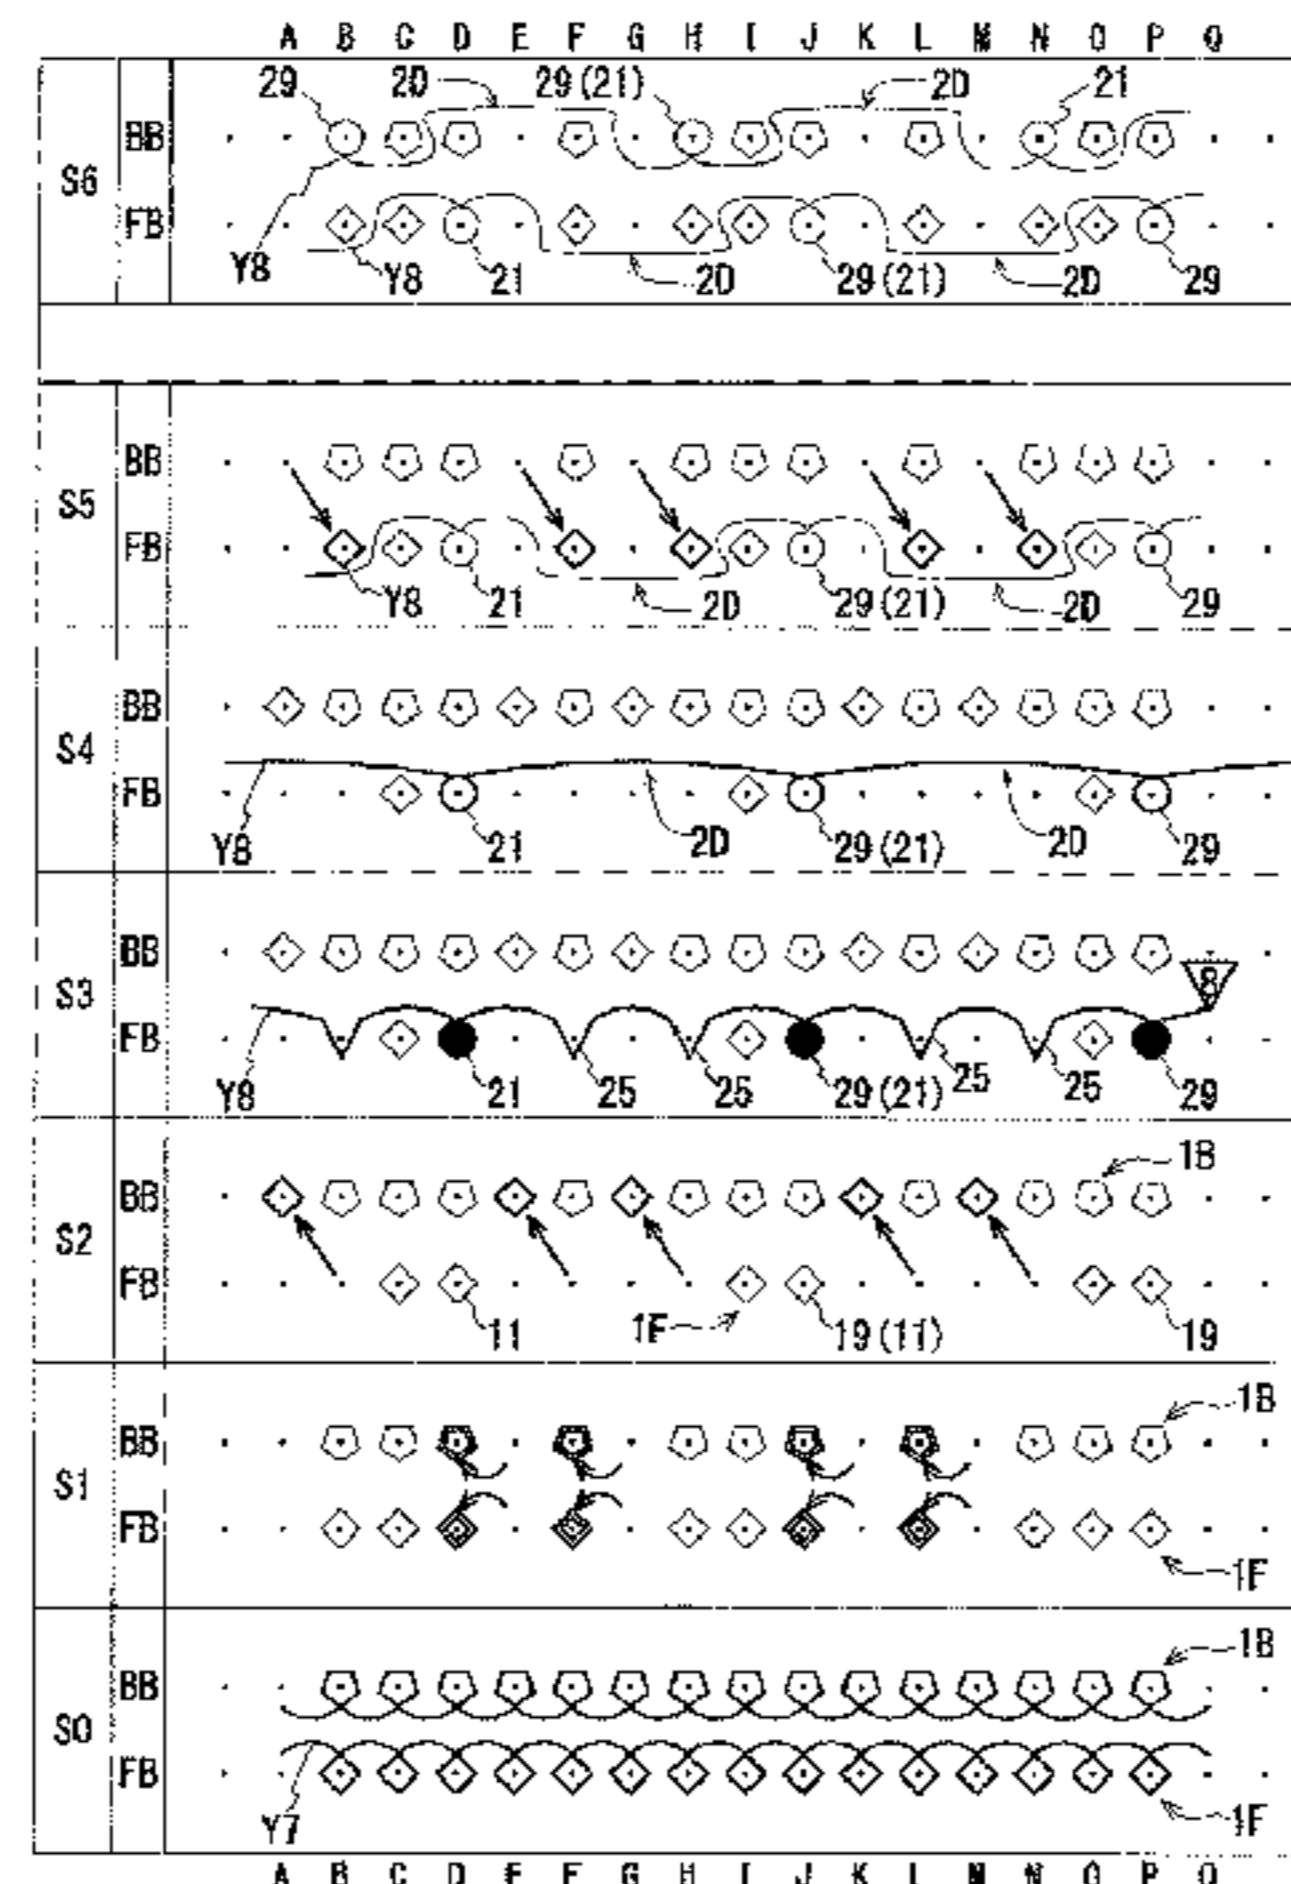 A B C D E F G H I J K L M N O P Q
29 2D 29(21) 2D 21
S6 BB
FB
Y8 Y8 21 2D 29(21) 2D 29
S5 BB
FB
Y8 21 2D 29(21) 2D 29
S4 BB
FB
Y8 21 2D 29(21) 2D 29
S3 BB
8
FB
Y8 21 25 25 29(21) 25 25 29
1B
S2 BB
FB
11 1F 19(11) 19
1B
S1 BB
FB
1F
1B
S0 BB
FB
Y7 1F
A B C D E F G H I J K L M N O P Q